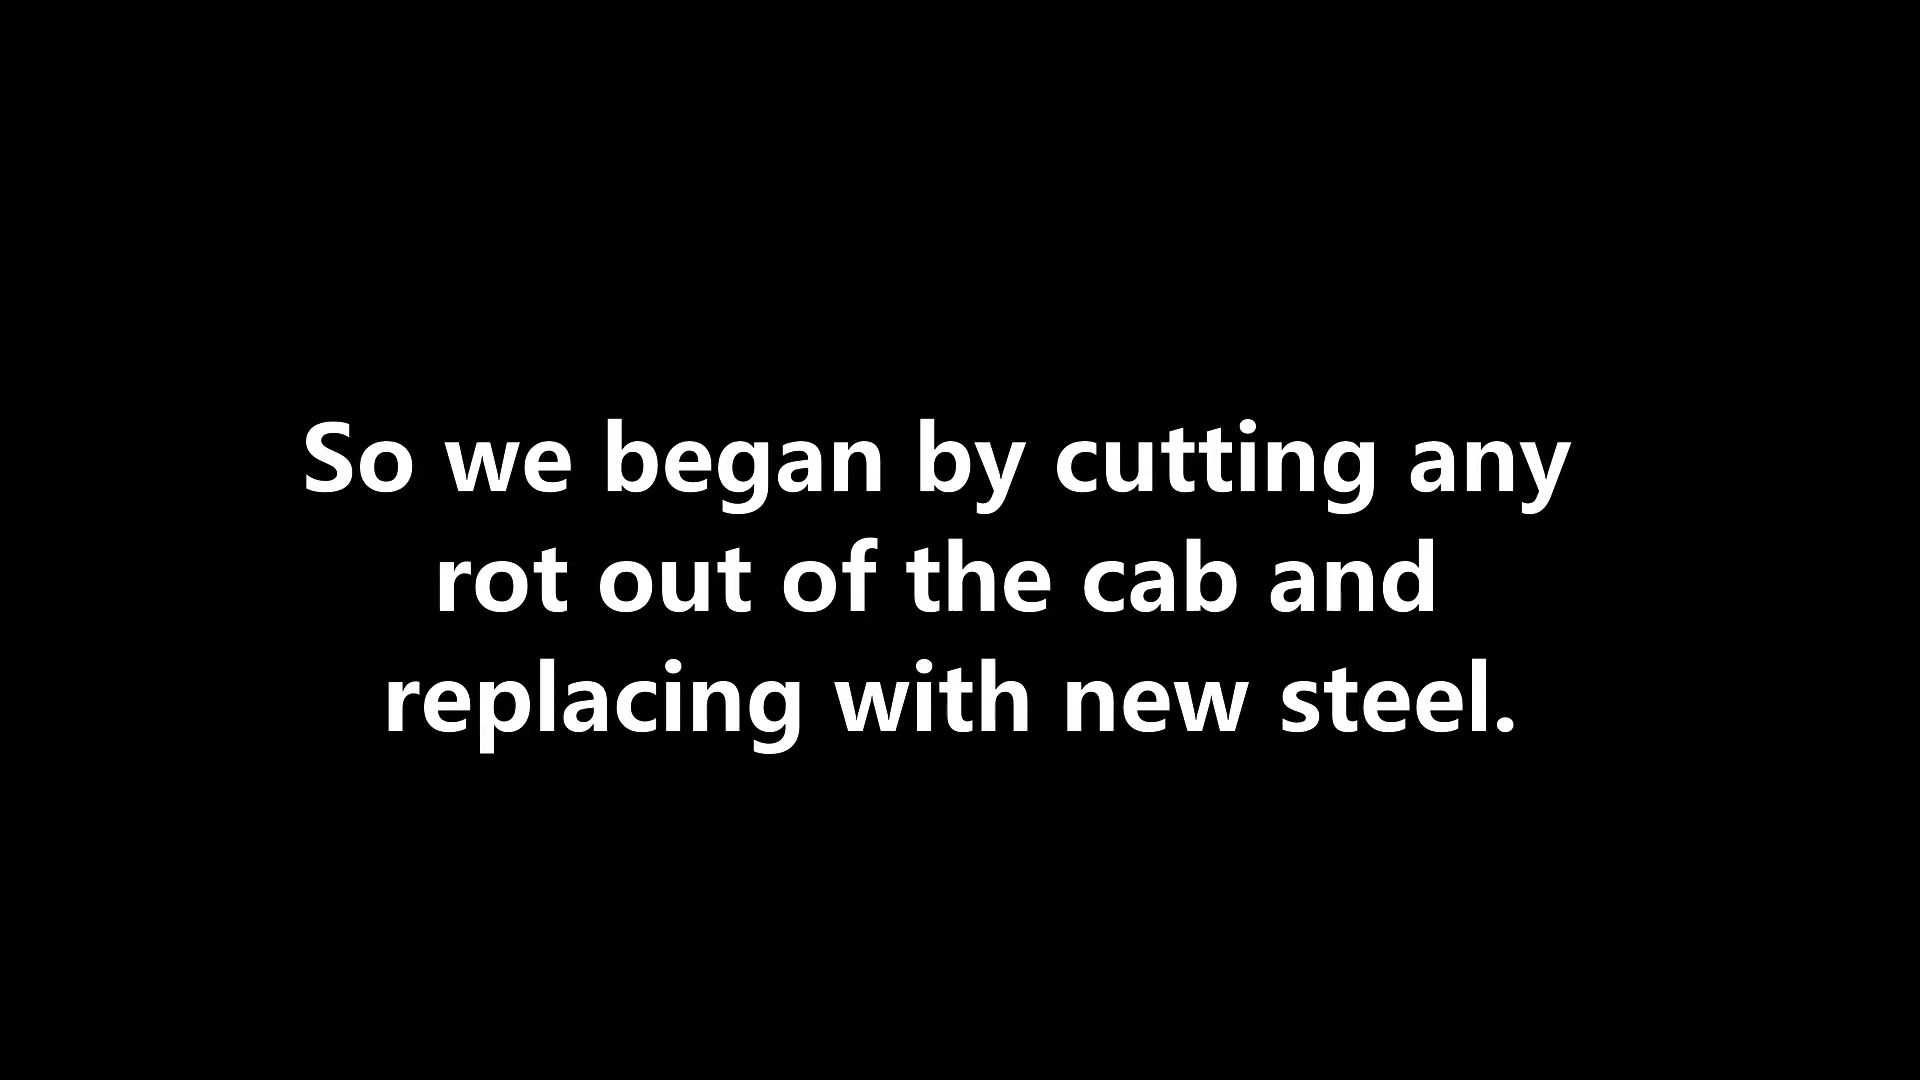 So we began by cutting any
rot out of the cab and
replacing with new steel.